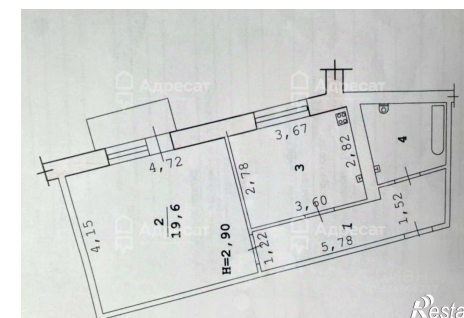 Адресат
Адресат
4,72
3,67
2,82
4
4,15
2
19,6
2,78
3
3,60
H=2,90
1,22
1
5,78
1,52
Адресат
Адресат
Resta